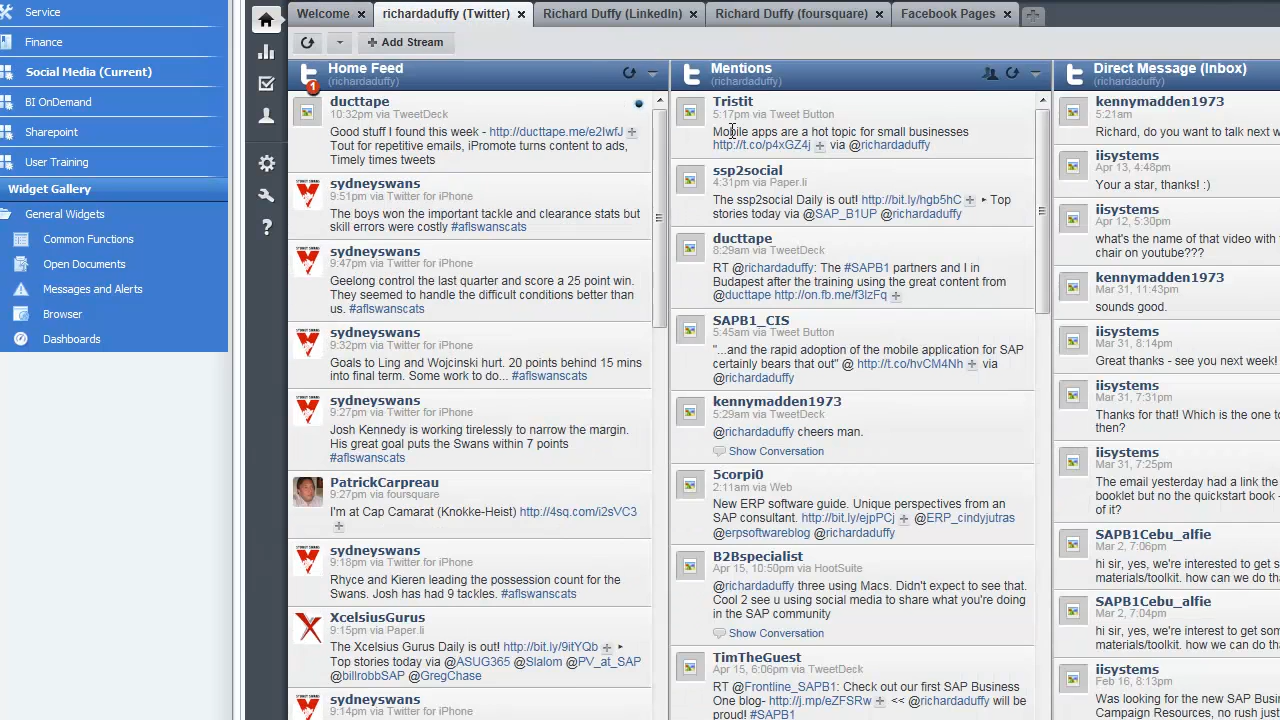 Service
Finance
Social Media (Current)
BI OnDemand
Sharepoint
User Training
Widget Gallery
General Widgets
Common Functions
Open Documents
Messages and Alerts
Browser
Dashboards
Welcome
richardaduffy (Twitter)
Richard Duffy (LinkedIn)
Richard Duffy (foursquare)
Facebook Pages
Add Stream
Home Feed
(richardaduffy)
1
ducttape
10:32pm via TweetDeck
Good stuff I found this week - http://ducttape.me/e2IwfJ
Tout for repetitive emails, iPromote turns content to ads,
Timely times tweets
sydneyswans
9:51pm via Twitter for iPhone
The boys won the important tackle and clearance stats but
skill errors were costly #aflswanscats
sydneyswans
9:47pm via Twitter for iPhone
Geelong control the last quarter and score a 25 point win.
They seemed to handle the difficult conditions better than
us. #aflswanscats
sydneyswans
9:32pm via Twitter for iPhone
Goals to Ling and Wojcinski hurt. 20 points behind 15 mins
into final term. Some work to do... #aflswanscats
sydneyswans
9:27pm via Twitter for iPhone
Josh Kennedy is working tirelessly to narrow the margin.
His great goal puts the Swans within 7 points
#aflswanscats
PatrickCarpreau
9:27pm via foursquare
I'm at Cap Camarat (Knokke-Heist) http://4sq.com/i2sVC3
sydneyswans
9:18pm via Twitter for iPhone
Rhyce and Kieren leading the possession count for the
Swans. Josh has had 9 tackles. #aflswanscats
XcelsiusGurus
9:15pm via Paper.li
The Xcelsius Gurus Daily is out! http://bit.ly/9itYQb ▸
Top stories today via @ASUG365 @Slalom @PV_at_SAP
@billrobbSAP @GregChase
sydneyswans
9:14pm via Twitter for iPhone
Mentions
(richardaduffy)
Tristit
5:17pm via Tweet Button
Mobile apps are a hot topic for small businesses
http://t.co/p4xGZ4j via @richardaduffy
ssp2social
4:31pm via Paper.li
The ssp2social Daily is out! http://bit.ly/hgb5hC ▸ Top
stories today via @SAP_B1UP @richardaduffy
ducttape
8:29am via TweetDeck
RT @richardaduffy: The #SAPB1 partners and I in
Budapest after the training using the great content from
@ducttape http://on.fb.me/f3lzFq
SAPB1_CIS
5:45am via Tweet Button
"...and the rapid adoption of the mobile application for SAP
certainly bears that out" @ http://t.co/hvCM4Nh via
@richardaduffy
kennymadden1973
5:29am via TweetDeck
@richardaduffy cheers man.
Show Conversation
5corpi0
2:11am via Web
New ERP software guide. Unique perspectives from an
SAP consultant. http://bit.ly/ejpPCj @ERP_cindyjutras
@erpsoftwareblog @richardaduffy
B2Bspecialist
Apr 15, 10:50pm via HootSuite
@richardaduffy three using Macs. Didn't expect to see that.
Cool 2 see u using social media to share what you're doing
in the SAP community
Show Conversation
TimTheGuest
Apr 15, 6:06pm via TweetDeck
RT @Frontline_SAPB1: Check out our first SAP Business
One blog- http://j.mp/eZFSRw << @richardaduffy will be
proud! #SAPB1
Direct Message (Inbox)
(richardaduffy)
kennymadden1973
5:21am
Richard, do you want to talk next w
iisystems
Apr 13, 4:48pm
Your a star, thanks! :)
iisystems
Apr 12, 5:30pm
what's the name of that video with
chair on youtube???
kennymadden1973
Mar 31, 11:43pm
sounds good.
iisystems
Mar 31, 8:14pm
Great thanks - see you next week!
iisystems
Mar 31, 7:31pm
Thanks for that! Which is the one to
then?
iisystems
Mar 31, 7:25pm
The email yesterday had a link the
booklet but no the quickstart book -
of it?
SAPB1Cebu_alfie
Mar 2, 7:06pm
hi sir, yes, we're interested to get s
materials/toolkit. how can we do tha
SAPB1Cebu_alfie
Mar 2, 7:04pm
hi sir, yes, we're interested to get som
materials/toolkit. how can we do tha
iisystems
Feb 16, 8:13pm
Was looking for the new SAP Busine
Campaign Resources, no rush just